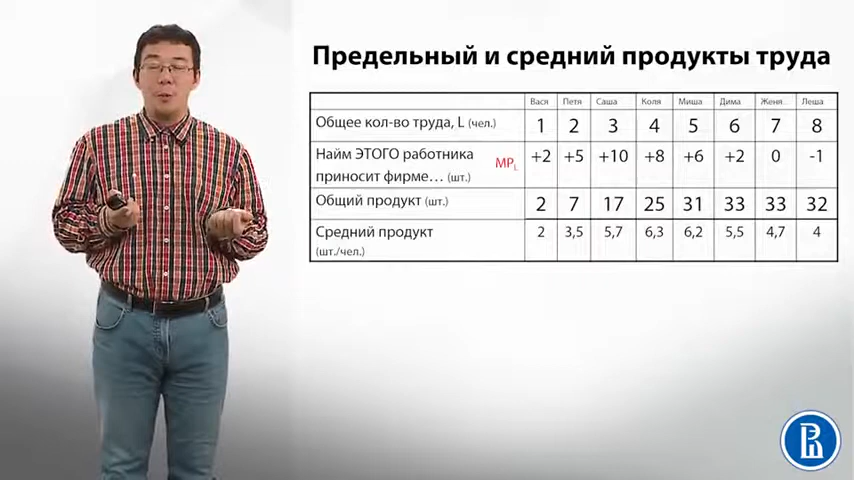 Предельный и средний продукты труда
Вася Петя Саша Коля Миша Дима Женя Леша
Общее кол-во труда, L (чел.) 1 2 3 4 5 6 7 8
Найм ЭТОГО работника
приносит фирме… (шт.) MPL +2 +5 +10 +8 +6 +2 0 -1
Общий продукт (шт.) 2 7 17 25 31 33 33 32
Средний продукт
(шт./чел.) 2 3,5 5,7 6,3 6,2 5,5 4,7 4